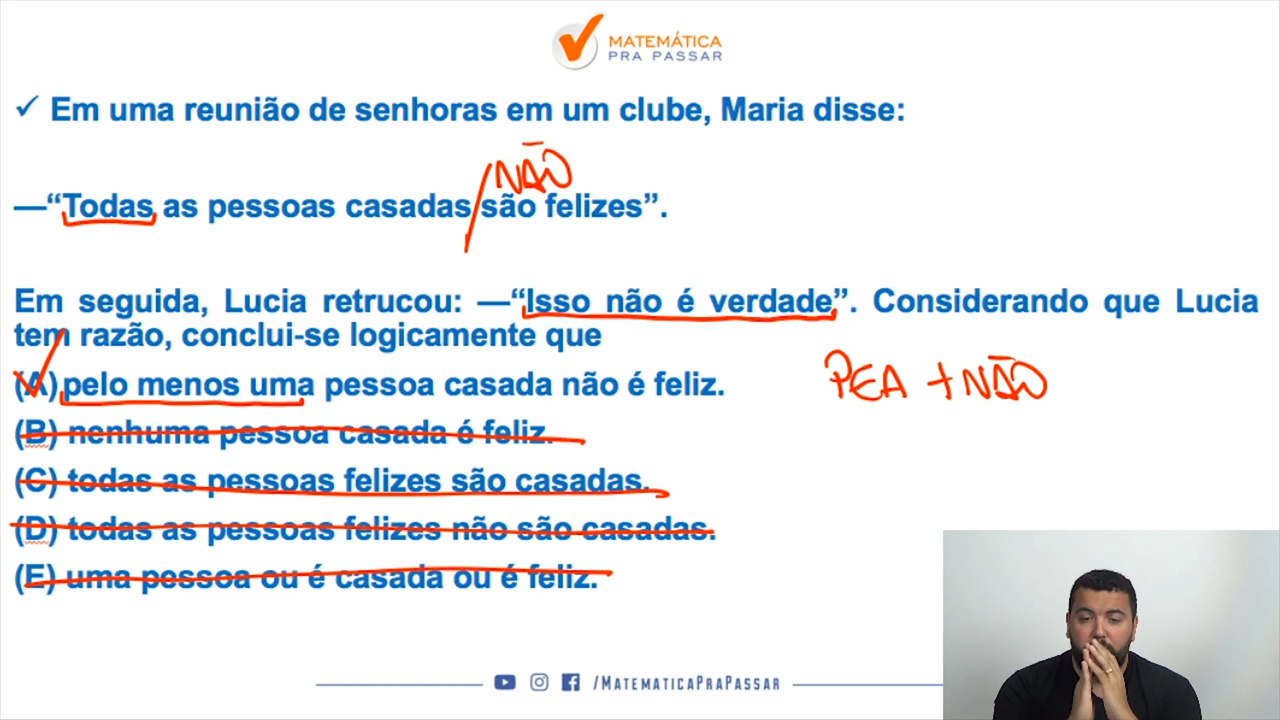 MATEMÁTICA
PRA PASSAR
✓ Em uma reunião de senhoras em um clube, Maria disse:
NÃO
—“Todas as pessoas casadas são felizes”.
Em seguida, Lucia retrucou: —“Isso não é verdade”. Considerando que Lucia
tem razão, conclui-se logicamente que
(A) pelo menos uma pessoa casada não é feliz.
PEA + NÃO
(B) nenhuma pessoa casada é feliz.
(C) todas as pessoas felizes são casadas.
(D) todas as pessoas felizes não são casadas.
(E) uma pessoa ou é casada ou é feliz.
/MATEMATICAPRAPASSAR